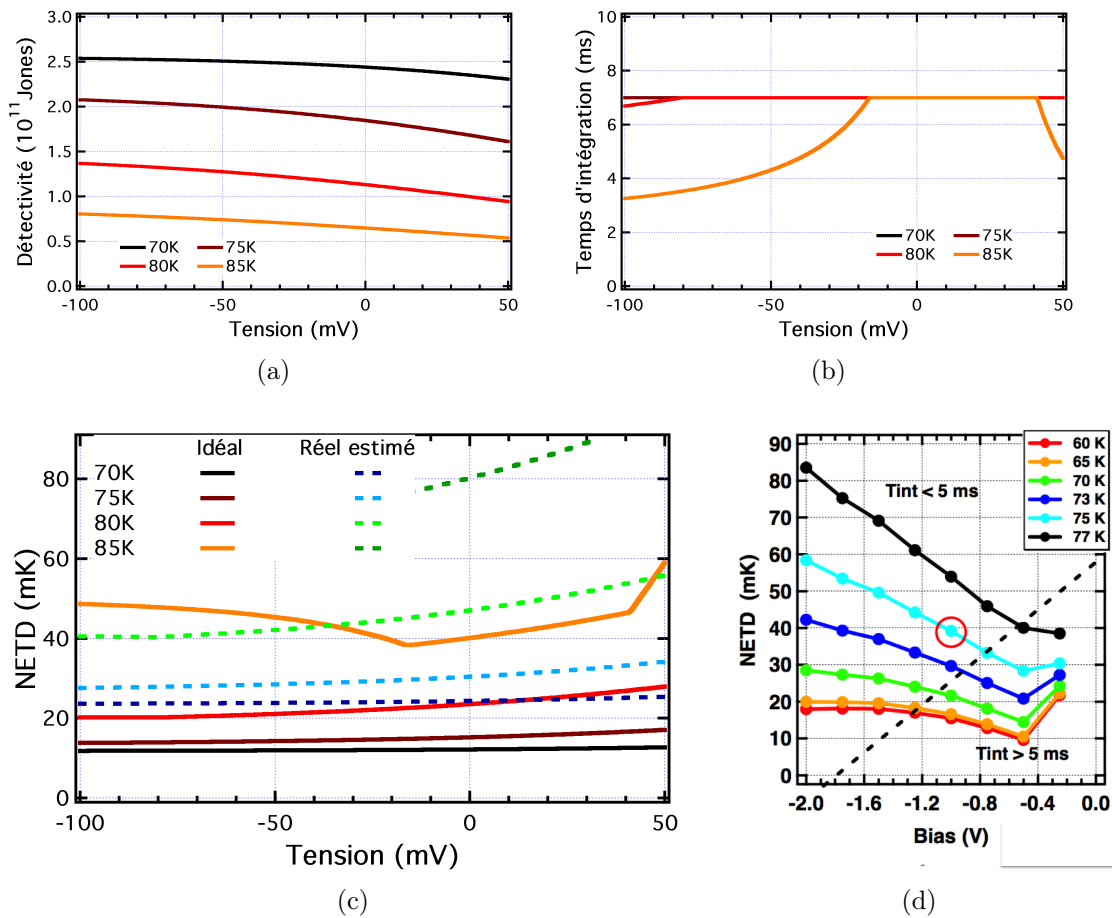 3.0
2.5
2.0
1.5
1.0
0.5
0.0
Détectivité (10¹¹ Jones)
70K 75K
80K 85K
-100 -50 0 50
Tension (mV)
(a)
10
8
6
4
2
0
Temps d'intégration (ms)
70K 75K
80K 85K
-100 -50 0 50
Tension (mV)
(b)
Idéal Réel estimé
70K
75K
80K
85K
80
60
40
20
0
NETD (mK)
-100 -50 0 50
Tension (mV)
(c)
90
80
70
60
50
40
30
20
10
0
NETD (mK)
60 K
65 K
70 K
73 K
75 K
77 K
Tint < 5 ms
Tint > 5 ms
-2.0 -1.6 -1.2 -0.8 -0.4 0.0
Bias (V)
(d)